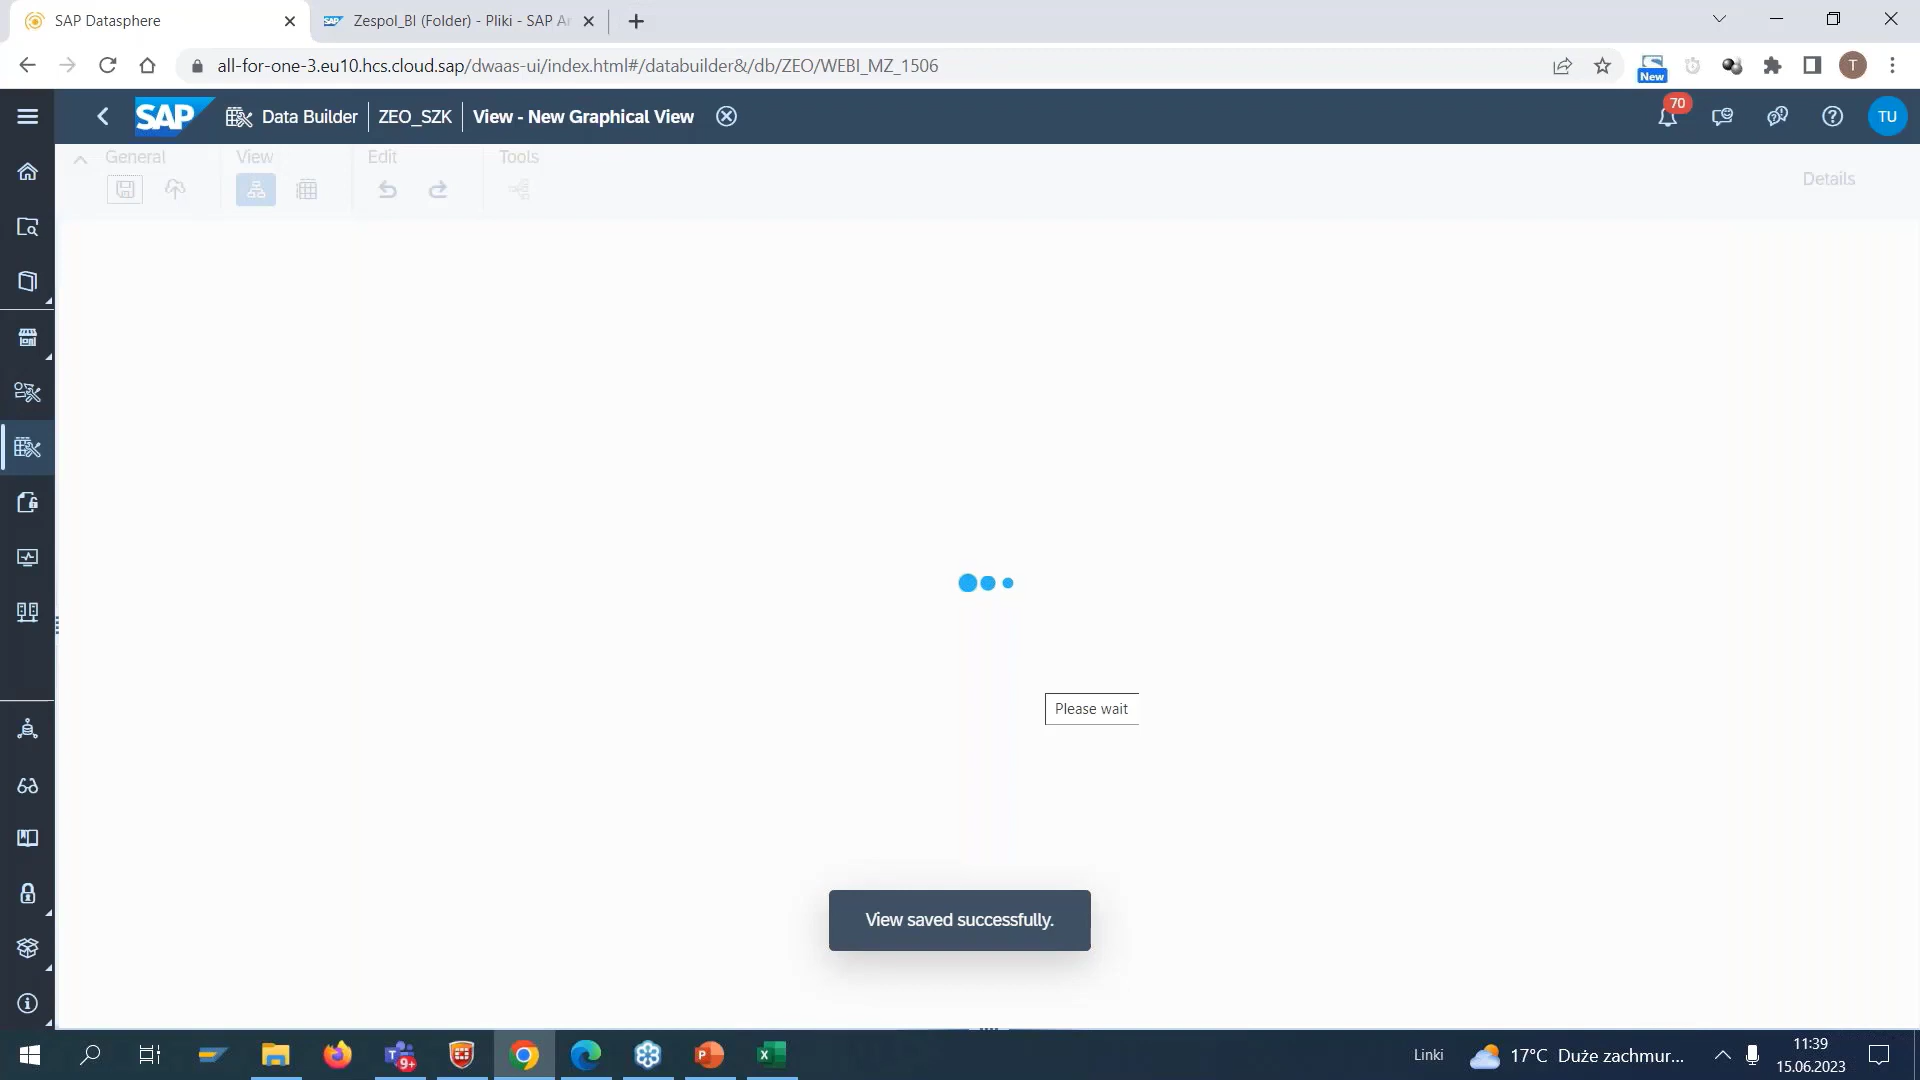 SAP Datasphere
SAP Zespol_BI (Folder) - Pliki - SAP A
all-for-one-3.eu10.hcs.cloud.sap/dwaas-ui/index.html#/databuilder&/db/ZEO/WEBI_MZ_1506
New
T
SAP Data Builder ZEO_SZK View - New Graphical View
70
TU
General View Edit Tools
Details
Please wait
View saved successfully.
T 9+ P X
Linki
17°C Duże zachmur...
11:39
15.06.2023